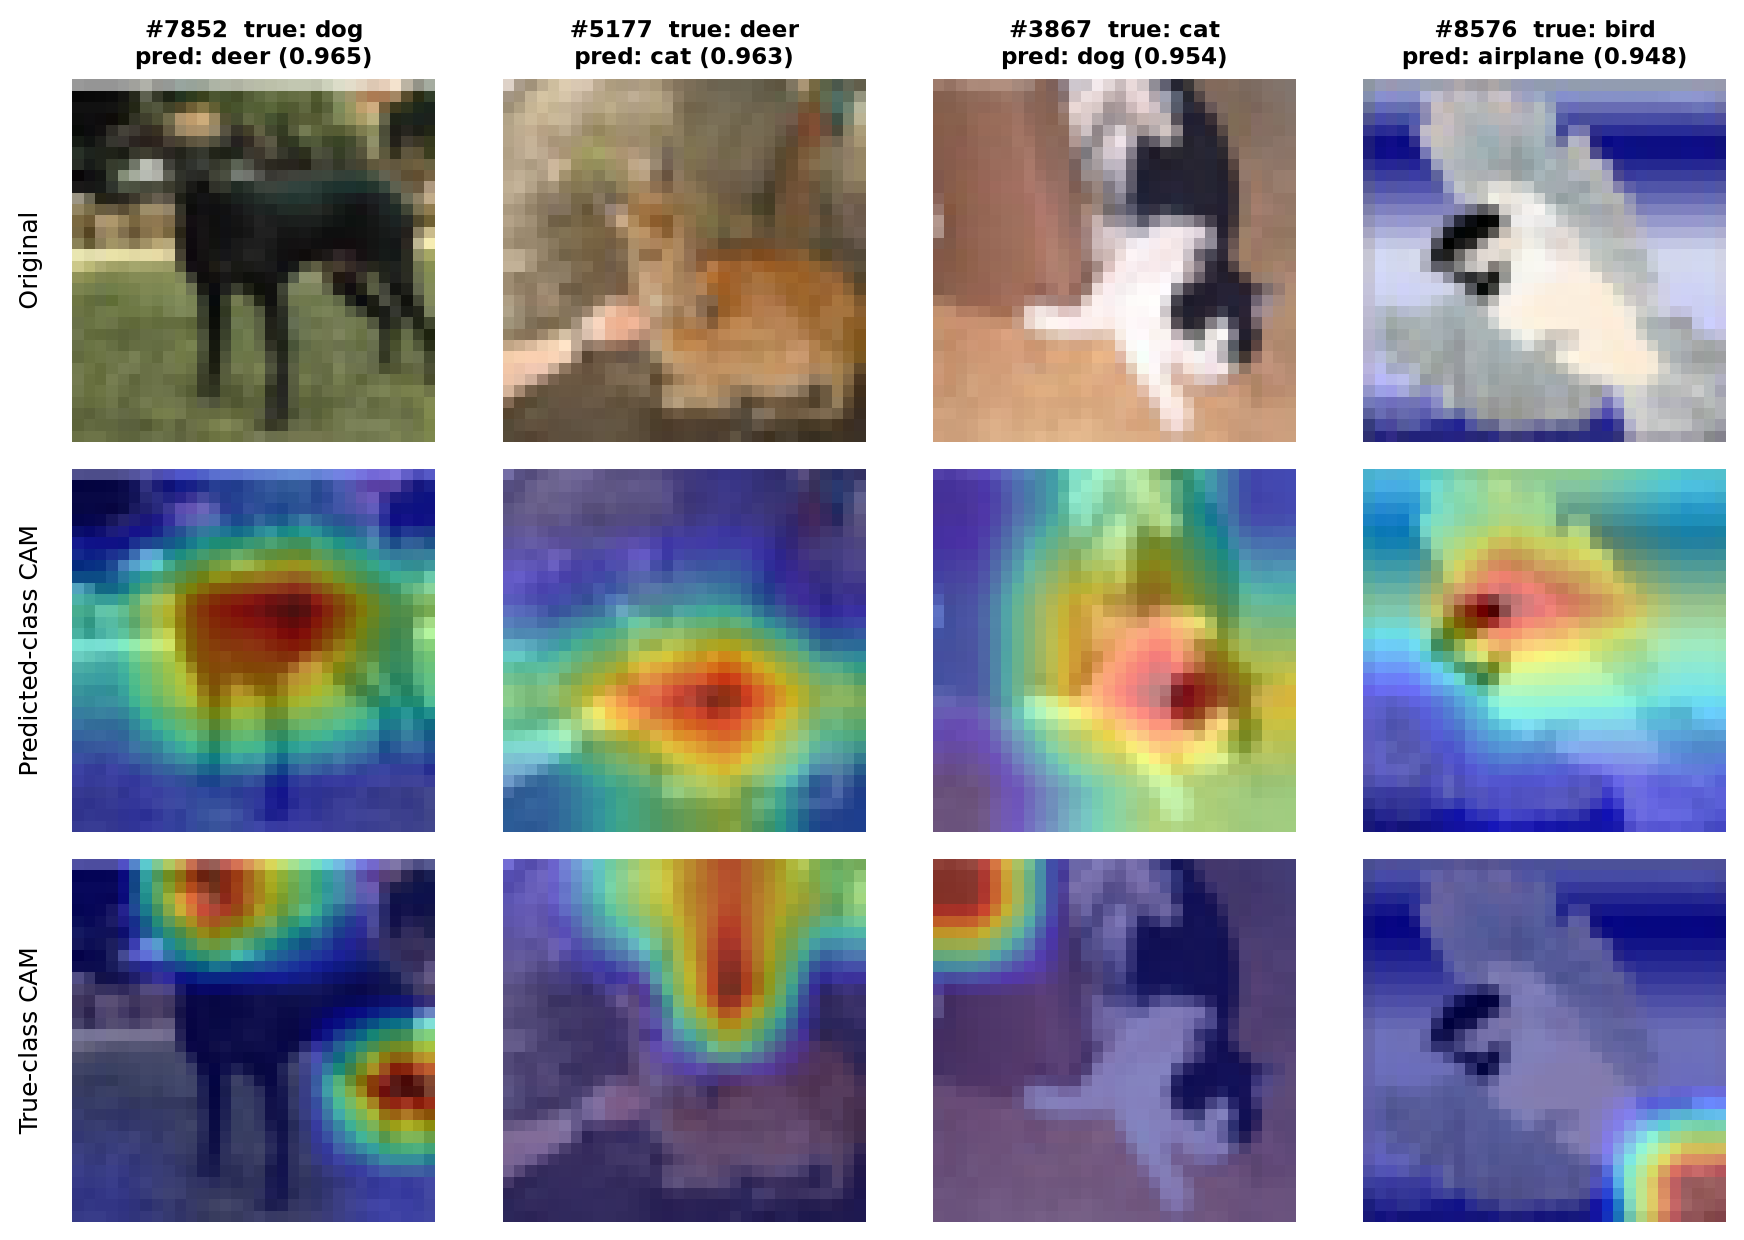 #7852  true: dog
pred: deer (0.965)
#5177  true: deer
pred: cat (0.963)
#3867  true: cat
pred: dog (0.954)
#8576  true: bird
pred: airplane (0.948)
Original
Predicted-class CAM
True-class CAM